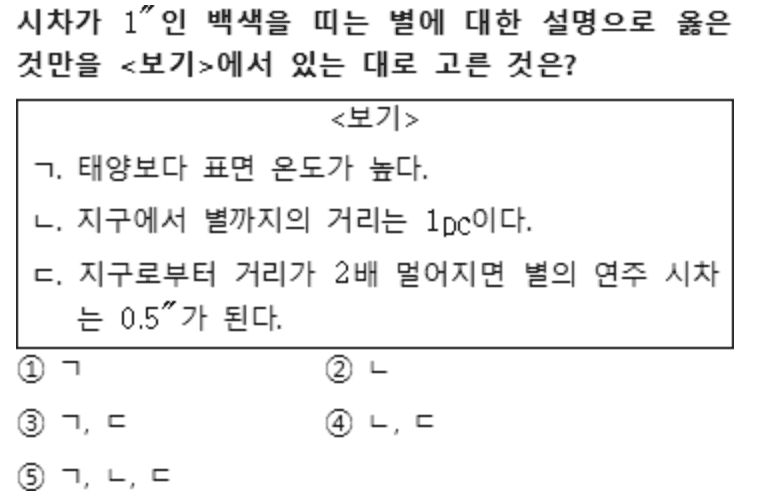 시차가 1″인 백색을 띠는 별에 대한 설명으로 옳은
것만을 <보기>에서 있는 대로 고른 것은?
<보기>
ㄱ. 태양보다 표면 온도가 높다.
ㄴ. 지구에서 별까지의 거리는 1pc이다.
ㄷ. 지구로부터 거리가 2배 멀어지면 별의 연주 시차
는 0.5″가 된다.
① ㄱ ② ㄴ
③ ㄱ, ㄷ ④ ㄴ, ㄷ
⑤ ㄱ, ㄴ, ㄷ